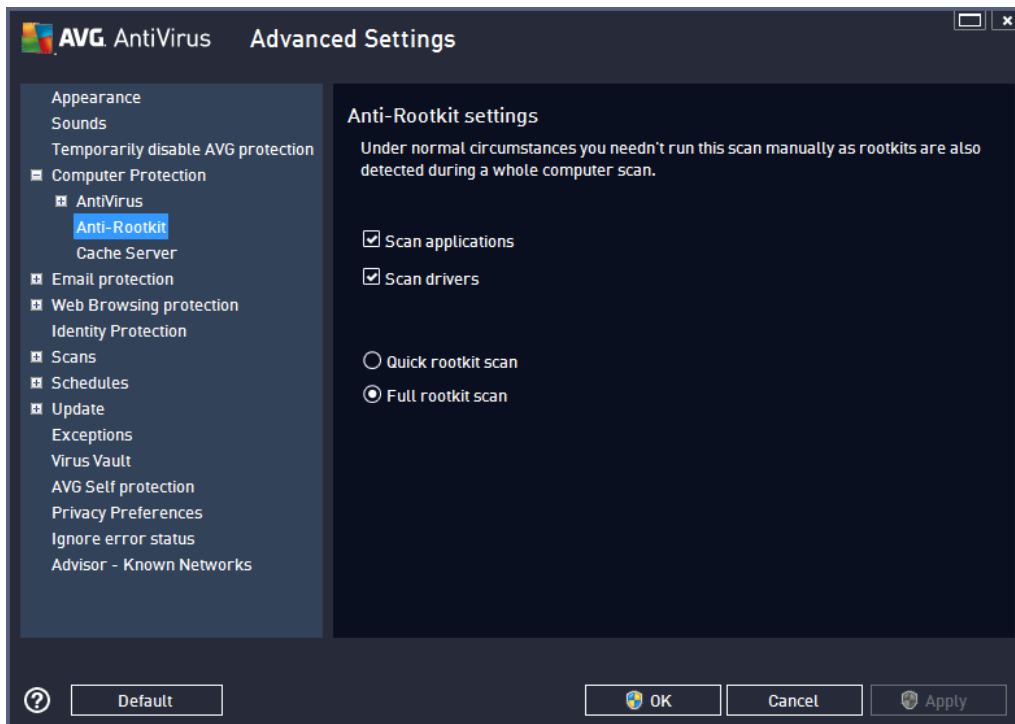 AVG. AntiVirus Advanced Settings
Appearance
Sounds
Temporarily disable AVG protection
Computer Protection
AntiVirus
Anti-Rootkit
Cache Server
Email protection
Web Browsing protection
Identity Protection
Scans
Schedules
Update
Exceptions
Virus Vault
AVG Self protection
Privacy Preferences
Ignore error status
Advisor - Known Networks
Anti-Rootkit settings
Under normal circumstances you needn't run this scan manually as rootkits are also
detected during a whole computer scan.
Scan applications
Scan drivers
Quick rootkit scan
Full rootkit scan
Default
OK
Cancel
Apply